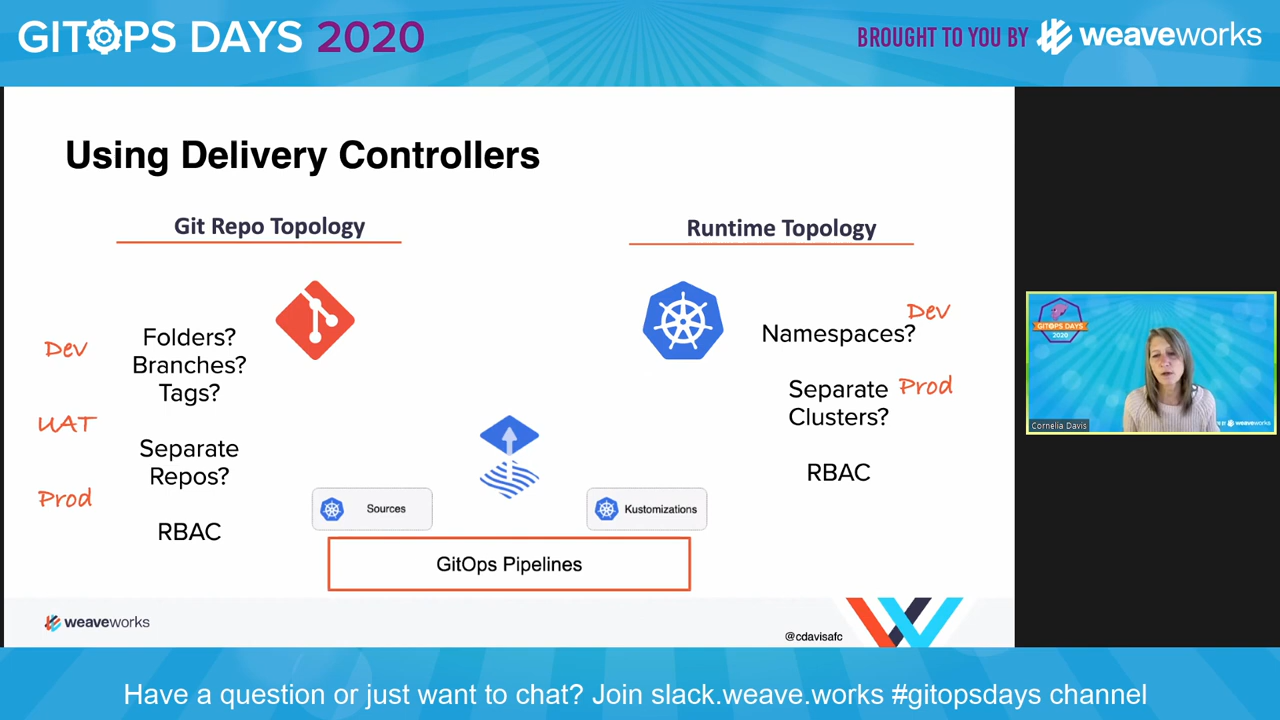 GITOPS DAYS 2020
BROUGHT TO YOU BY weaveworks
Using Delivery Controllers
Git Repo Topology
Runtime Topology
Dev
UAT
Prod
Folders?
Branches?
Tags?
Separate
Repos?
RBAC
Dev
Namespaces?
Separate Prod
Clusters?
RBAC
Sources
Kustomizations
GitOps Pipelines
weaveworks
@cdavisafc
GITOPS DAYS
2020
Cornelia Davis
weaveworks
Have a question or just want to chat? Join slack.weave.works #gitopsdays channel